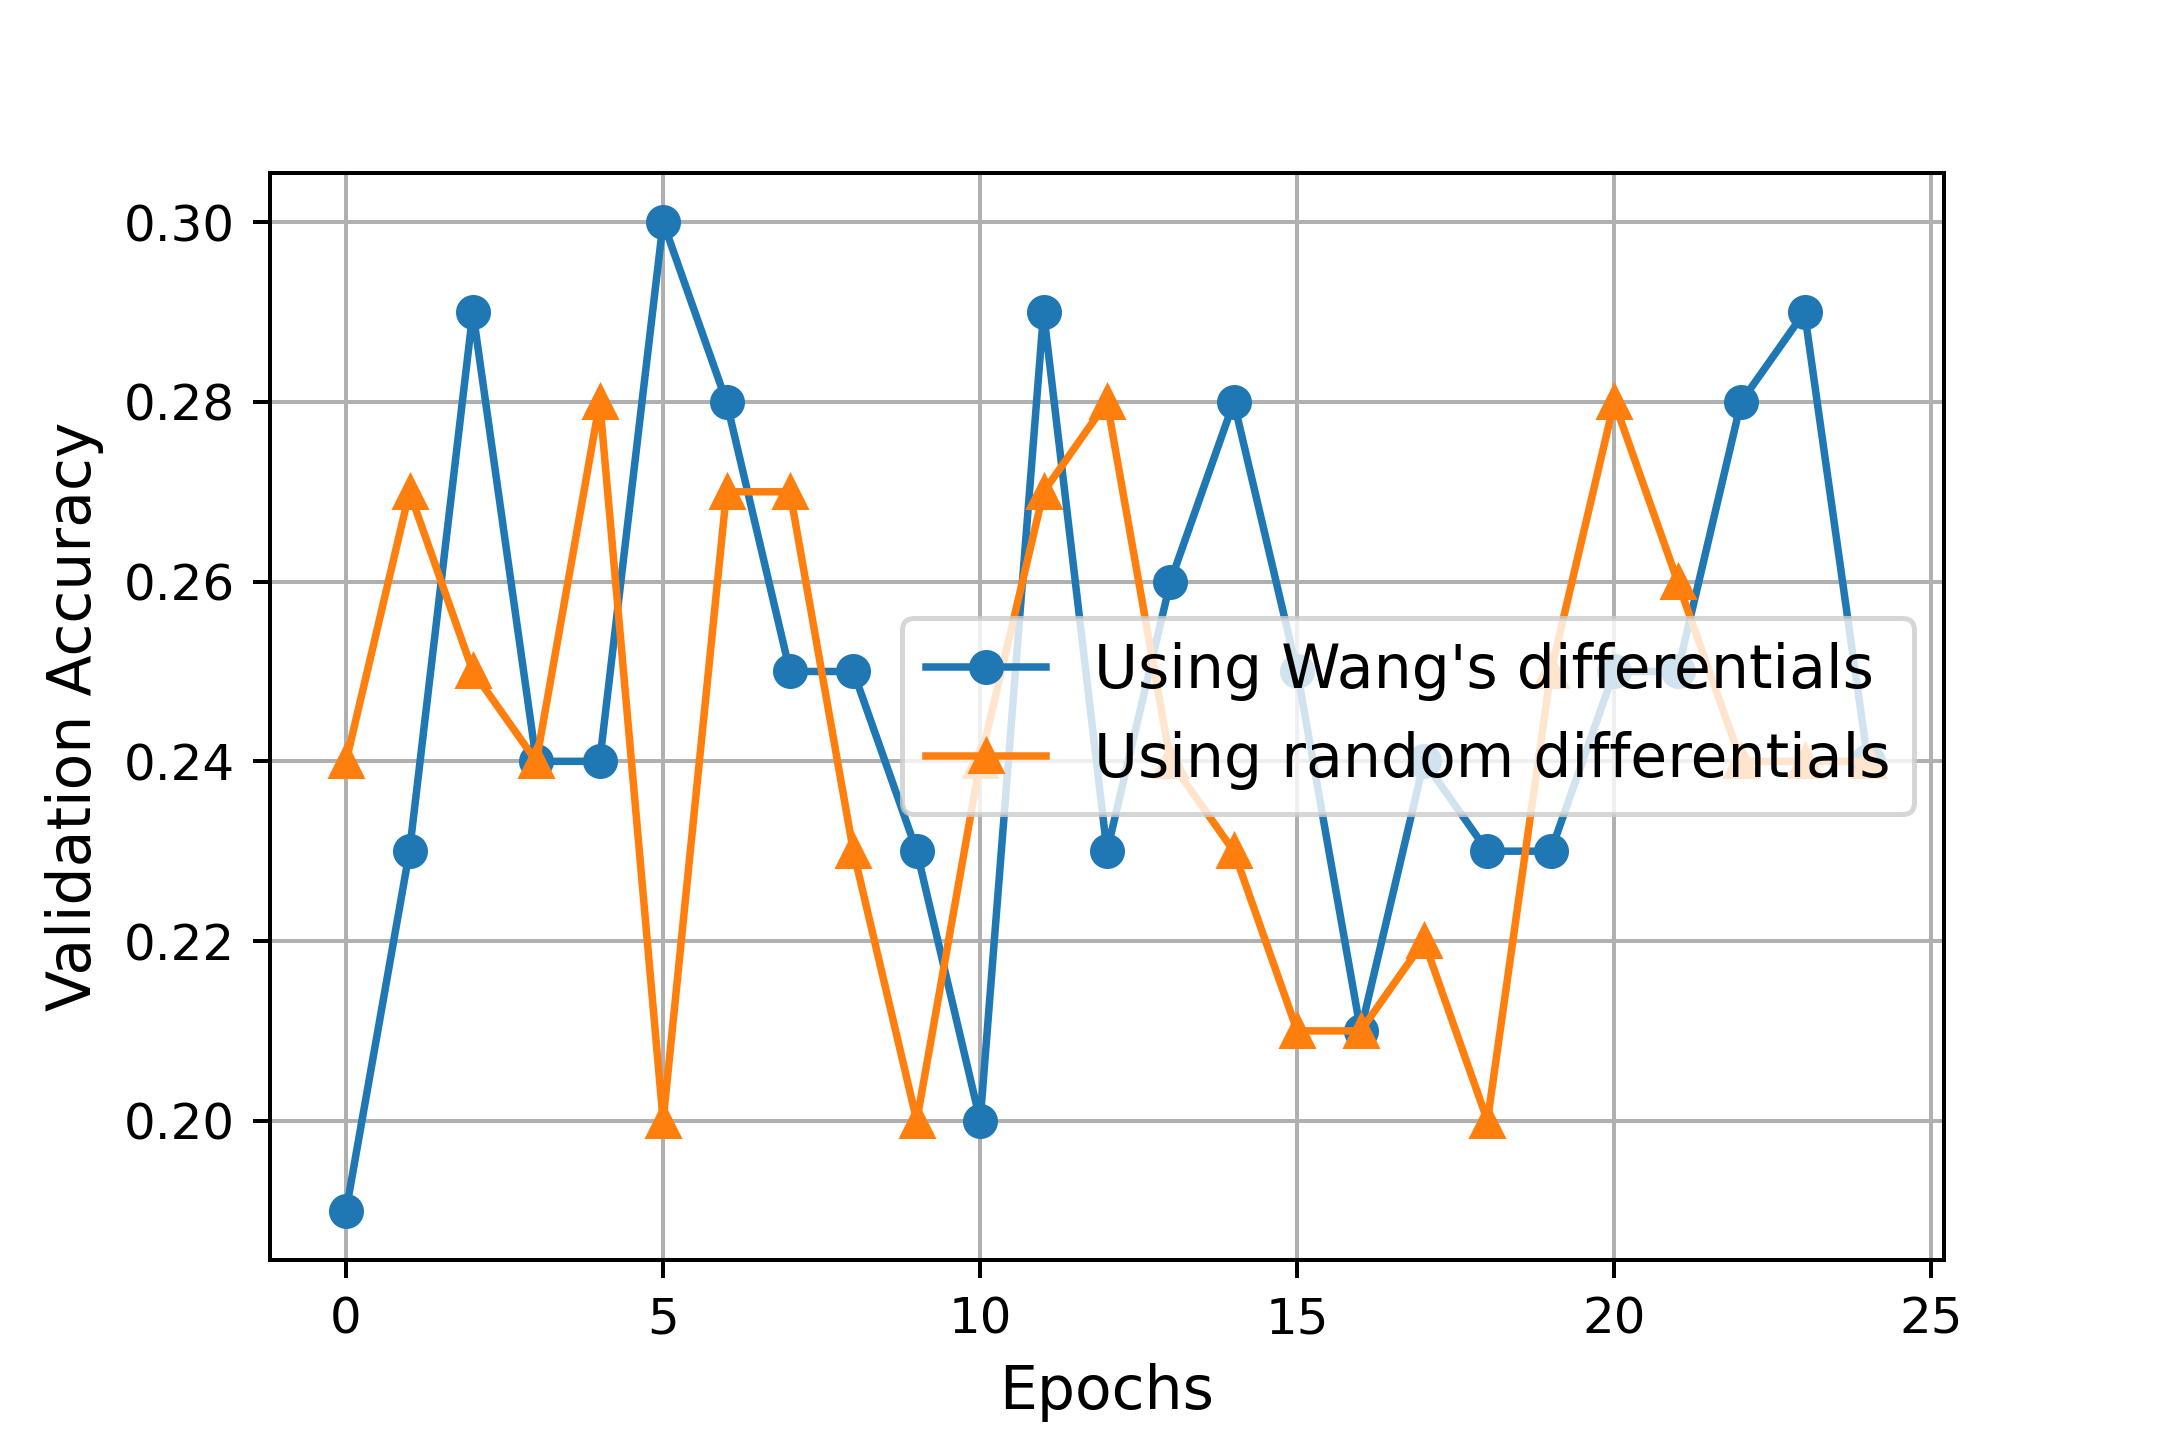 0.30
0.28
0.26
0.24
0.22
0.20
Validation Accuracy
Using Wang's differentials
Using random differentials
0 5 10 15 20 25
Epochs